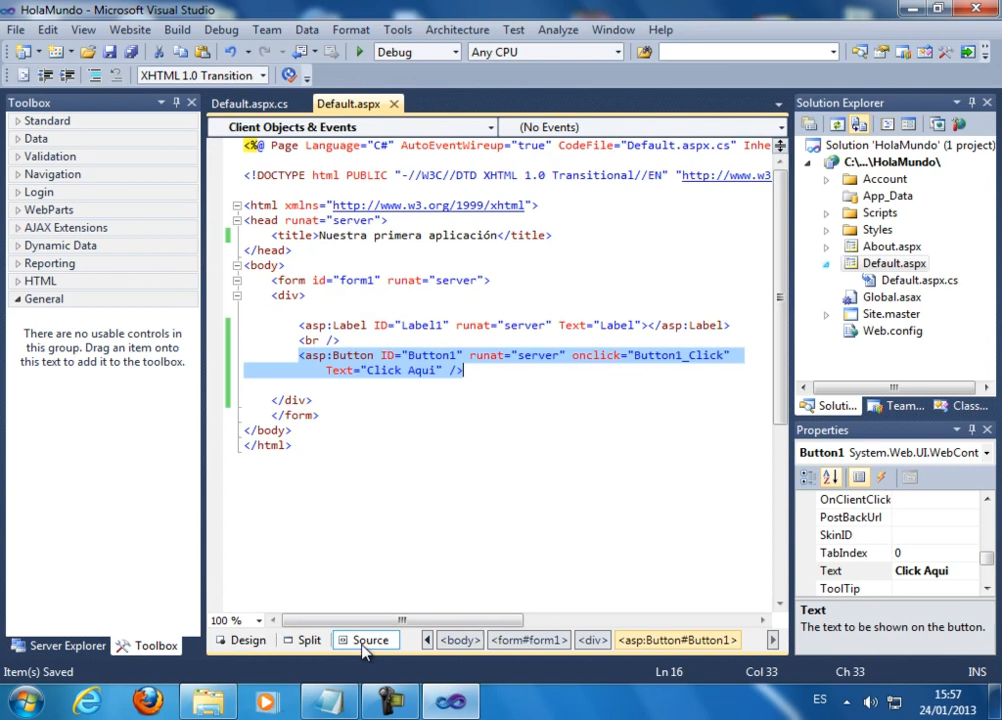 HolaMundo - Microsoft Visual Studio
File Edit View Website Build Debug Team Data Format Tools Architecture Test Analyze Window Help
Debug Any CPU
XHTML 1.0 Transition
Toolbox
Standard
Data
Validation
Navigation
Login
WebParts
AJAX Extensions
Dynamic Data
Reporting
HTML
General
There are no usable controls in
this group. Drag an item onto
this text to add it to the toolbox.
Server Explorer Toolbox
Default.aspx.cs Default.aspx
Client Objects & Events (No Events)
<%@ Page Language="C#" AutoEventWireup="true" CodeFile="Default.aspx.cs" Inhe
<!DOCTYPE html PUBLIC "-//W3C//DTD XHTML 1.0 Transitional//EN" "http://www.w3
<html xmlns="http://www.w3.org/1999/xhtml">
<head runat="server">
<title>Nuestra primera aplicación</title>
</head>
<body>
<form id="form1" runat="server">
<div>
<asp:Label ID="Label1" runat="server" Text="Label"></asp:Label>
<br />
<asp:Button ID="Button1" runat="server" onclick="Button1_Click"
Text="Click Aqui" />
</div>
</form>
</body>
</html>
100 %
Design Split Source <body> <form#form1> <div> <asp:Button#Button1>
Solution Explorer
Solution 'HolaMundo' (1 project)
C:\...\HolaMundo\
Account
App_Data
Scripts
Styles
About.aspx
Default.aspx
Default.aspx.cs
Global.asax
Site.master
Web.config
Soluti... Team... Class...
Properties
Button1 System.Web.UI.WebCont
OnClientClick
PostBackUrl
SkinID
TabIndex 0
Text Click Aqui
ToolTip
Text
The text to be shown on the button.
Item(s) Saved Ln 16 Col 33 Ch 33 INS
ES 15:57
24/01/2013